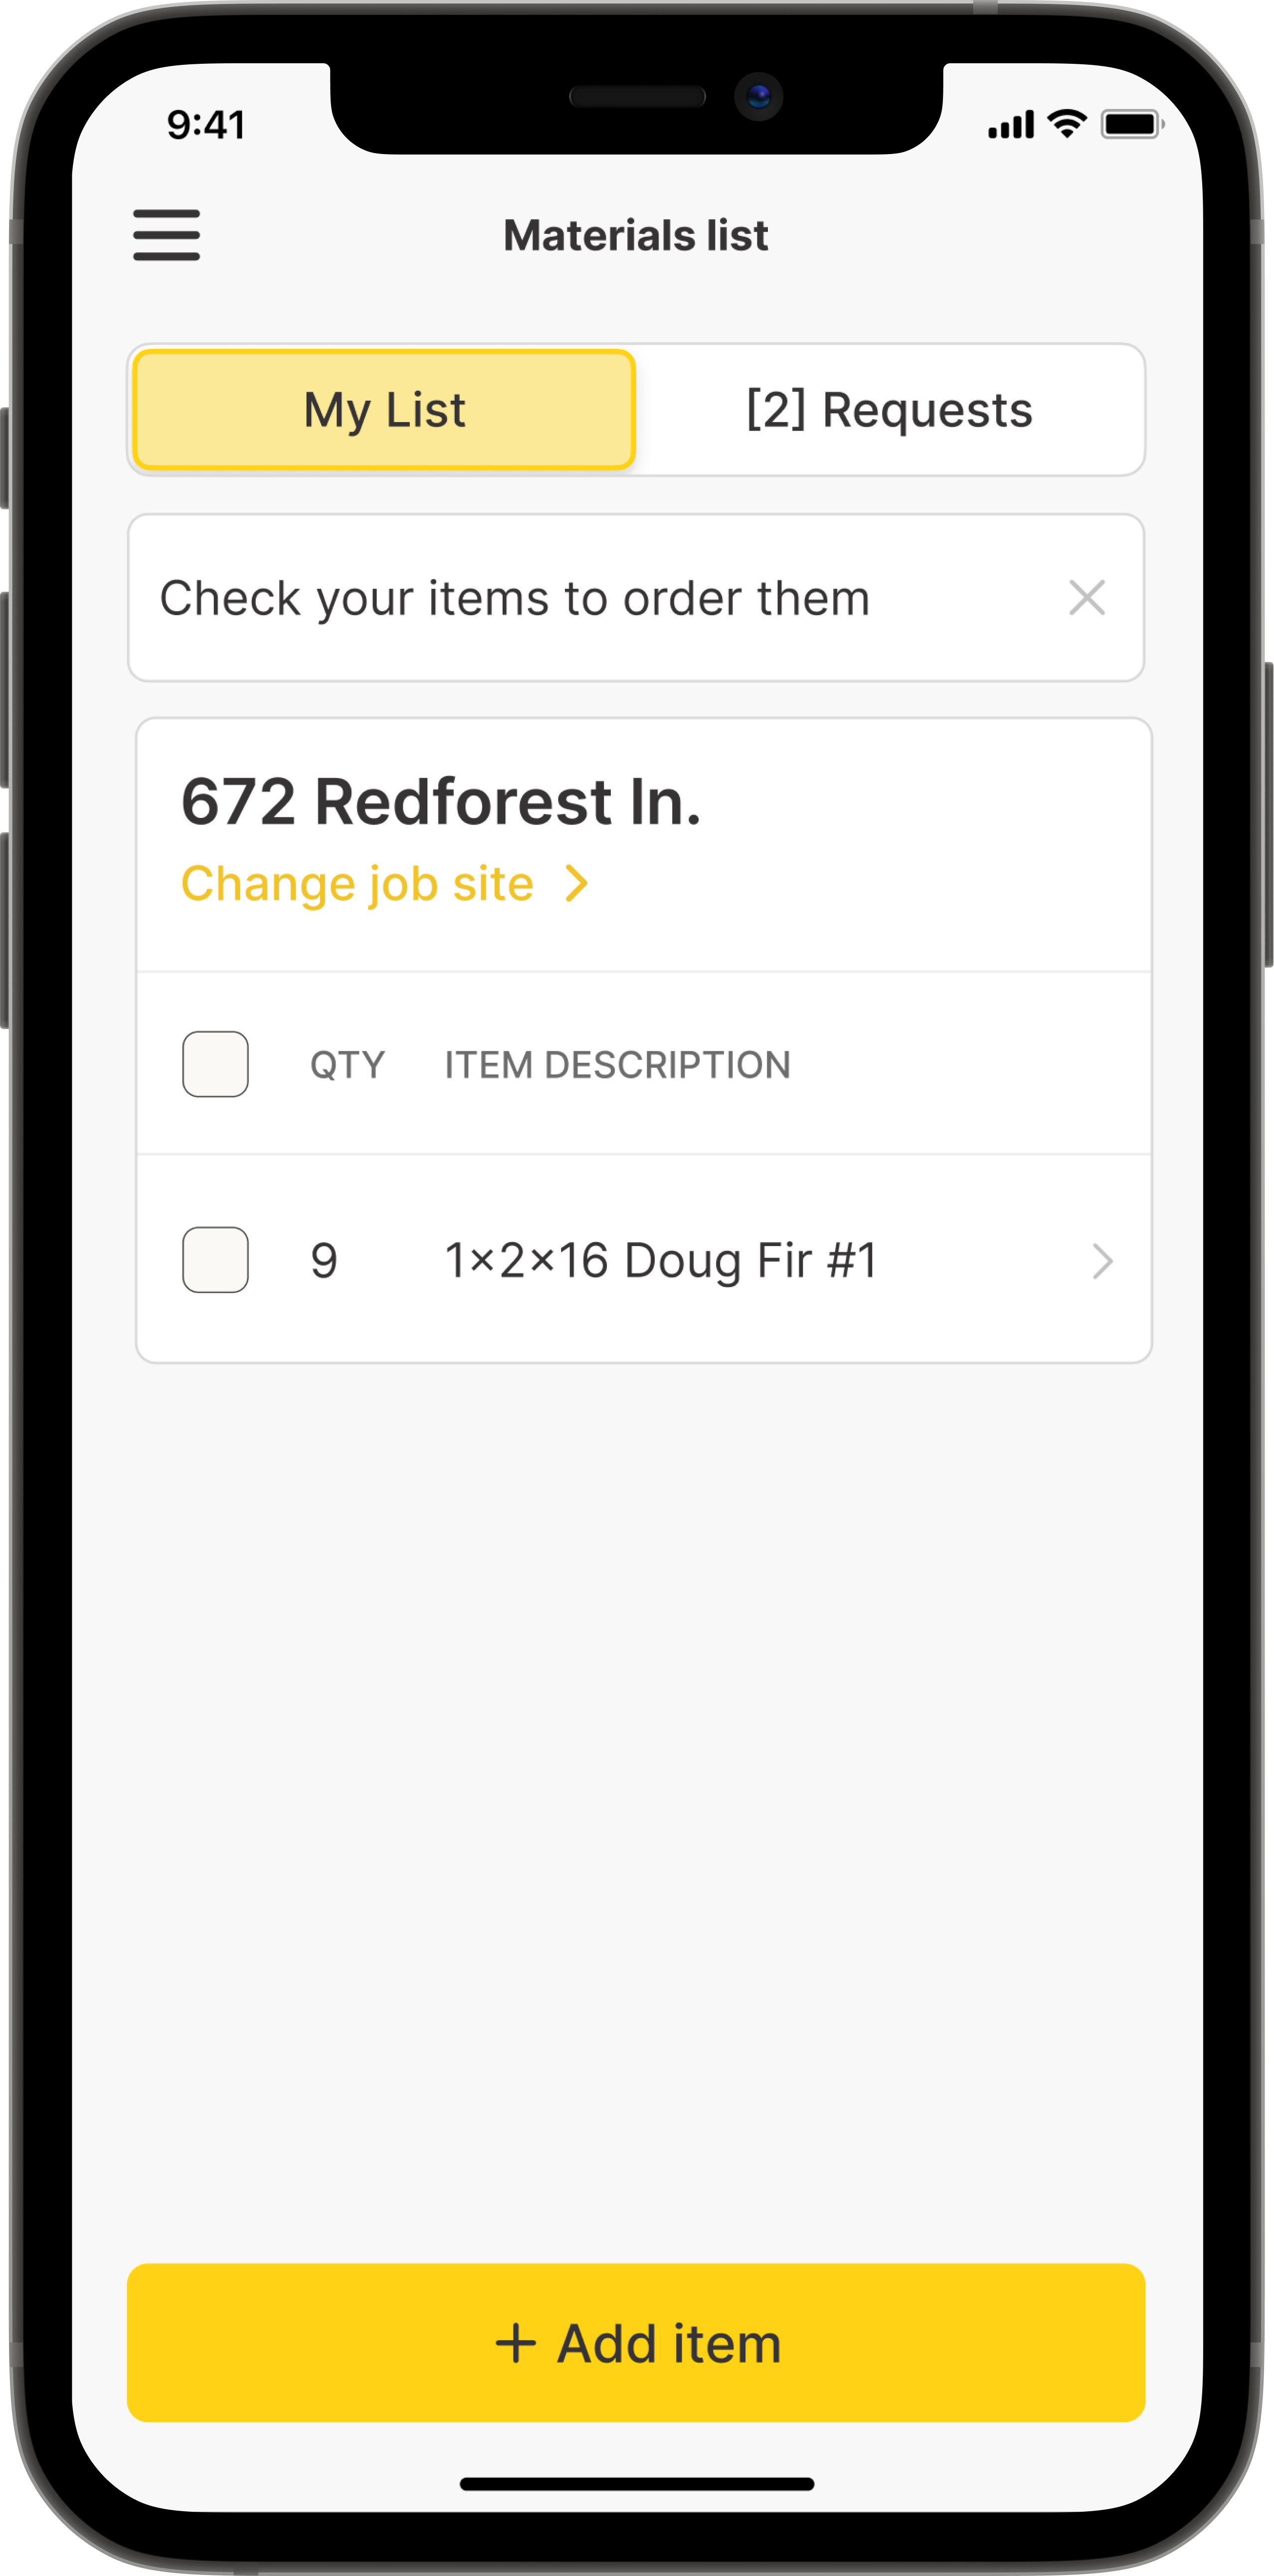 9:41
Materials list
My List
[2] Requests
Check your items to order them
672 Redforest ln.
Change job site
QTY ITEM DESCRIPTION
9 1×2×16 Doug Fir #1
+ Add item